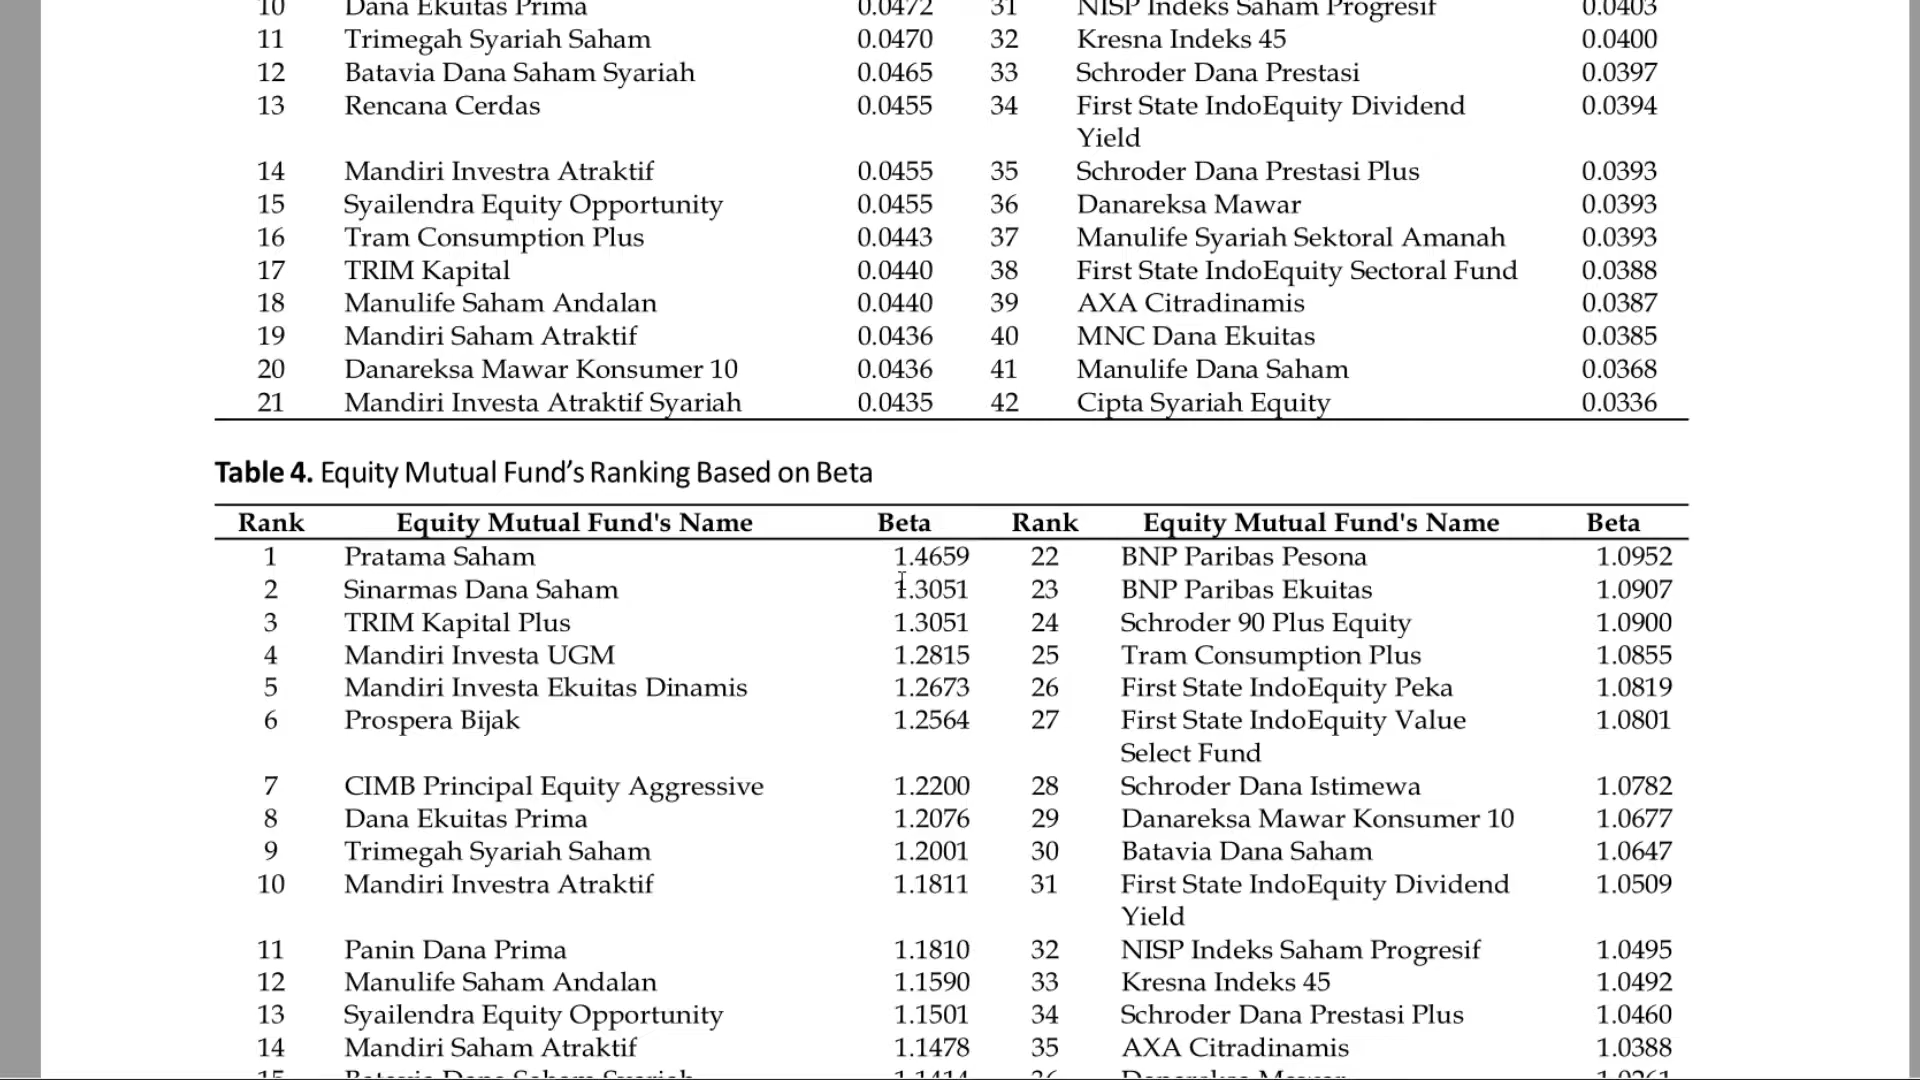 10 Dana Ekuitas Prima 0.0472 31 NISP Indeks Saham Progresif 0.0403
11 Trimegah Syariah Saham 0.0470 32 Kresna Indeks 45 0.0400
12 Batavia Dana Saham Syariah 0.0465 33 Schroder Dana Prestasi 0.0397
13 Rencana Cerdas 0.0455 34 First State IndoEquity Dividend 0.0394
Yield
14 Mandiri Investra Atraktif 0.0455 35 Schroder Dana Prestasi Plus 0.0393
15 Syailendra Equity Opportunity 0.0455 36 Danareksa Mawar 0.0393
16 Tram Consumption Plus 0.0443 37 Manulife Syariah Sektoral Amanah 0.0393
17 TRIM Kapital 0.0440 38 First State IndoEquity Sectoral Fund 0.0388
18 Manulife Saham Andalan 0.0440 39 AXA Citradinamis 0.0387
19 Mandiri Saham Atraktif 0.0436 40 MNC Dana Ekuitas 0.0385
20 Danareksa Mawar Konsumer 10 0.0436 41 Manulife Dana Saham 0.0368
21 Mandiri Investa Atraktif Syariah 0.0435 42 Cipta Syariah Equity 0.0336
Table 4. Equity Mutual Fund's Ranking Based on Beta
Rank Equity Mutual Fund's Name Beta Rank Equity Mutual Fund's Name Beta
1 Pratama Saham 1.4659 22 BNP Paribas Pesona 1.0952
2 Sinarmas Dana Saham 1.3051 23 BNP Paribas Ekuitas 1.0907
3 TRIM Kapital Plus 1.3051 24 Schroder 90 Plus Equity 1.0900
4 Mandiri Investa UGM 1.2815 25 Tram Consumption Plus 1.0855
5 Mandiri Investa Ekuitas Dinamis 1.2673 26 First State IndoEquity Peka 1.0819
6 Prospera Bijak 1.2564 27 First State IndoEquity Value 1.0801
Select Fund
7 CIMB Principal Equity Aggressive 1.2200 28 Schroder Dana Istimewa 1.0782
8 Dana Ekuitas Prima 1.2076 29 Danareksa Mawar Konsumer 10 1.0677
9 Trimegah Syariah Saham 1.2001 30 Batavia Dana Saham 1.0647
10 Mandiri Investra Atraktif 1.1811 31 First State IndoEquity Dividend 1.0509
Yield
11 Panin Dana Prima 1.1810 32 NISP Indeks Saham Progresif 1.0495
12 Manulife Saham Andalan 1.1590 33 Kresna Indeks 45 1.0492
13 Syailendra Equity Opportunity 1.1501 34 Schroder Dana Prestasi Plus 1.0460
14 Mandiri Saham Atraktif 1.1478 35 AXA Citradinamis 1.0388